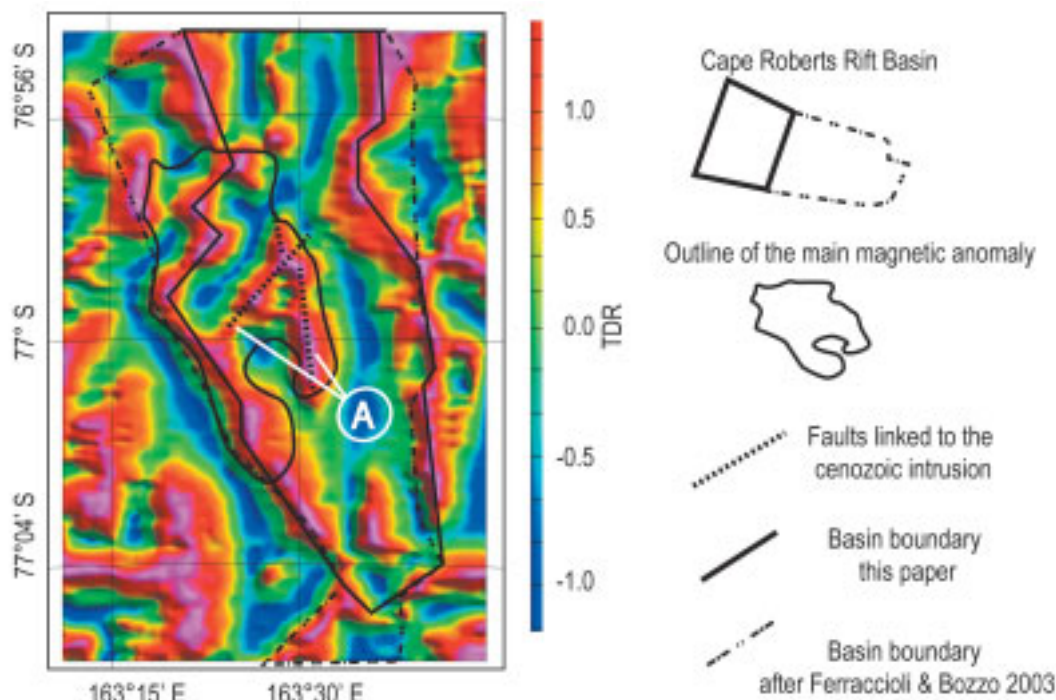 76°56' S
77° S
77°04' S
163°15' E
163°30' E
A
1.0
0.5
0.0
-0.5
-1.0
TDR
Cape Roberts Rift Basin
Outline of the main magnetic anomaly
Faults linked to the
cenozoic intrusion
Basin boundary
this paper
Basin boundary
after Ferraccioli & Bozzo 2003